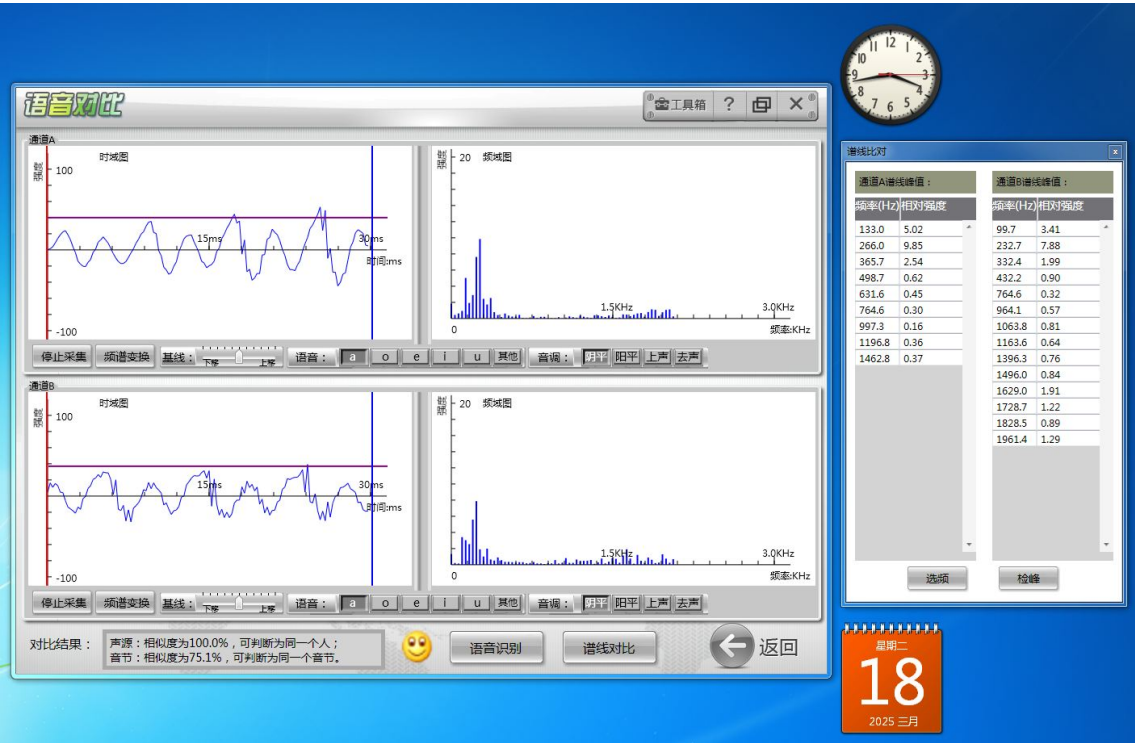 语音对比
工具箱 ?
通道A
时域图
100
15ms
30ms
时间:ms
-100
20 频域图
1.5KHz
3.0KHz
0
频率:KHz
停止采集 频谱变换 基线： 下移 上移 语音： a o e i u 其他 音调： 阴平 阳平 上声 去声
通道B
时域图
100
15ms
30ms
时间:ms
-100
20 频域图
1.5KHz
3.0KHz
0
频率:KHz
停止采集 频谱变换 基线： 下移 上移 语音： a o e i u 其他 音调： 阴平 阳平 上声 去声
对比结果：
声源：相似度为100.0%，可判断为同一个人；
音节：相似度为75.1%，可判断为同一个音节。
语音识别
谱线对比
返回
10 11 12 1 2
9 3
8 7 6 5 4
谱线比对
通道A谱线峰值：
频率(Hz) 相对强度
133.0 5.02
266.0 9.85
365.7 2.54
498.7 0.62
631.6 0.45
764.6 0.30
997.3 0.16
1196.8 0.36
1462.8 0.37
通道B谱线峰值：
频率(Hz) 相对强度
99.7 3.41
232.7 7.88
332.4 1.99
432.2 0.90
764.6 0.32
964.1 0.57
1063.8 0.81
1163.6 0.64
1396.3 0.76
1496.0 0.84
1629.0 1.91
1728.7 1.22
1828.5 0.89
1961.4 1.29
选频
检峰
星期二
18
2025 三月